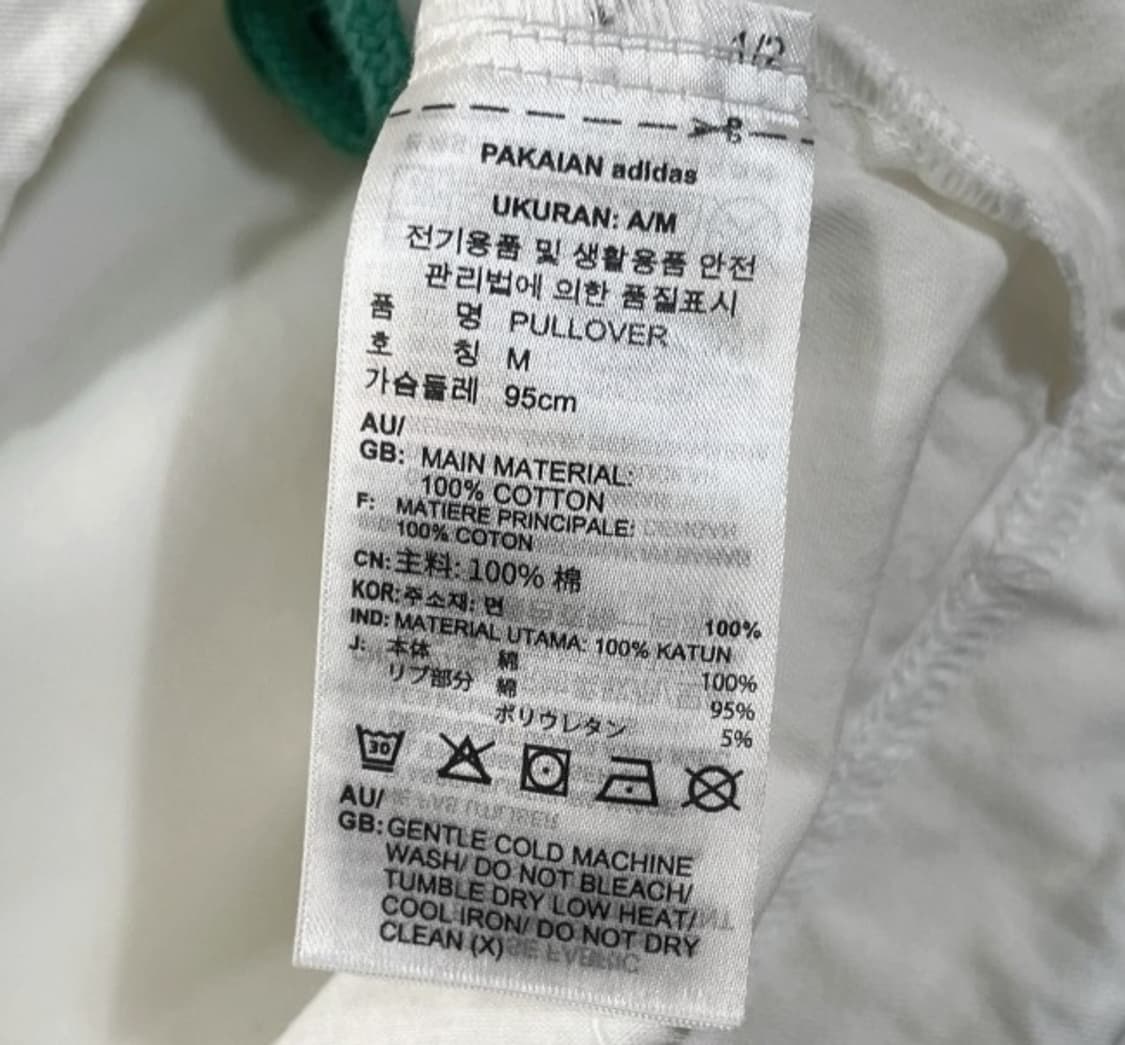 1/2
PAKAIAN adidas
UKURAN: A/M
전기용품 및 생활용품 안전
관리법에 의한 품질표시
품 명 PULLOVER
호 칭 M
가슴둘레 95cm
AU/
GB: MAIN MATERIAL:
100% COTTON
F: MATIERE PRINCIPALE:
100% COTON
CN: 主料: 100% 棉
KOR: 주소재: 면 100%
IND: MATERIAL UTAMA: 100% KATUN
J: 本体 綿 100%
リブ部分 綿 95%
ポリウレタン 5%
30
AU/
GB: GENTLE COLD MACHINE
WASH/ DO NOT BLEACH/
TUMBLE DRY LOW HEAT/
COOL IRON/ DO NOT DRY
CLEAN (X)